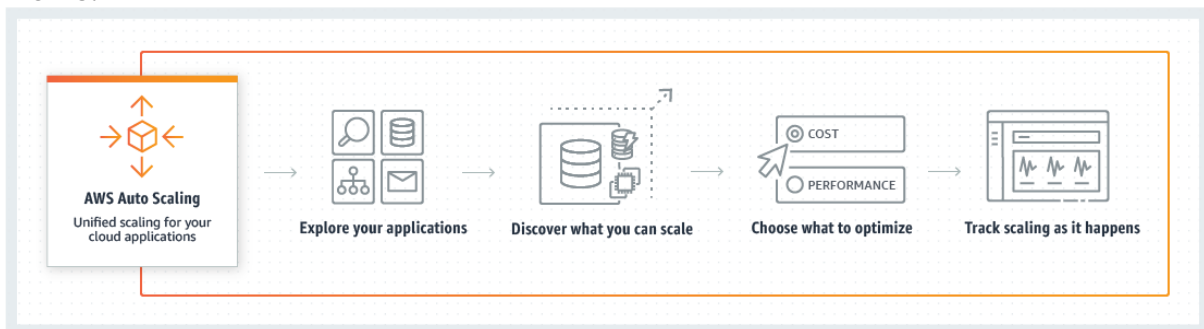 AWS Auto Scaling
Unified scaling for your
cloud applications
Explore your applications
Discover what you can scale
COST
PERFORMANCE
Choose what to optimize
Track scaling as it happens